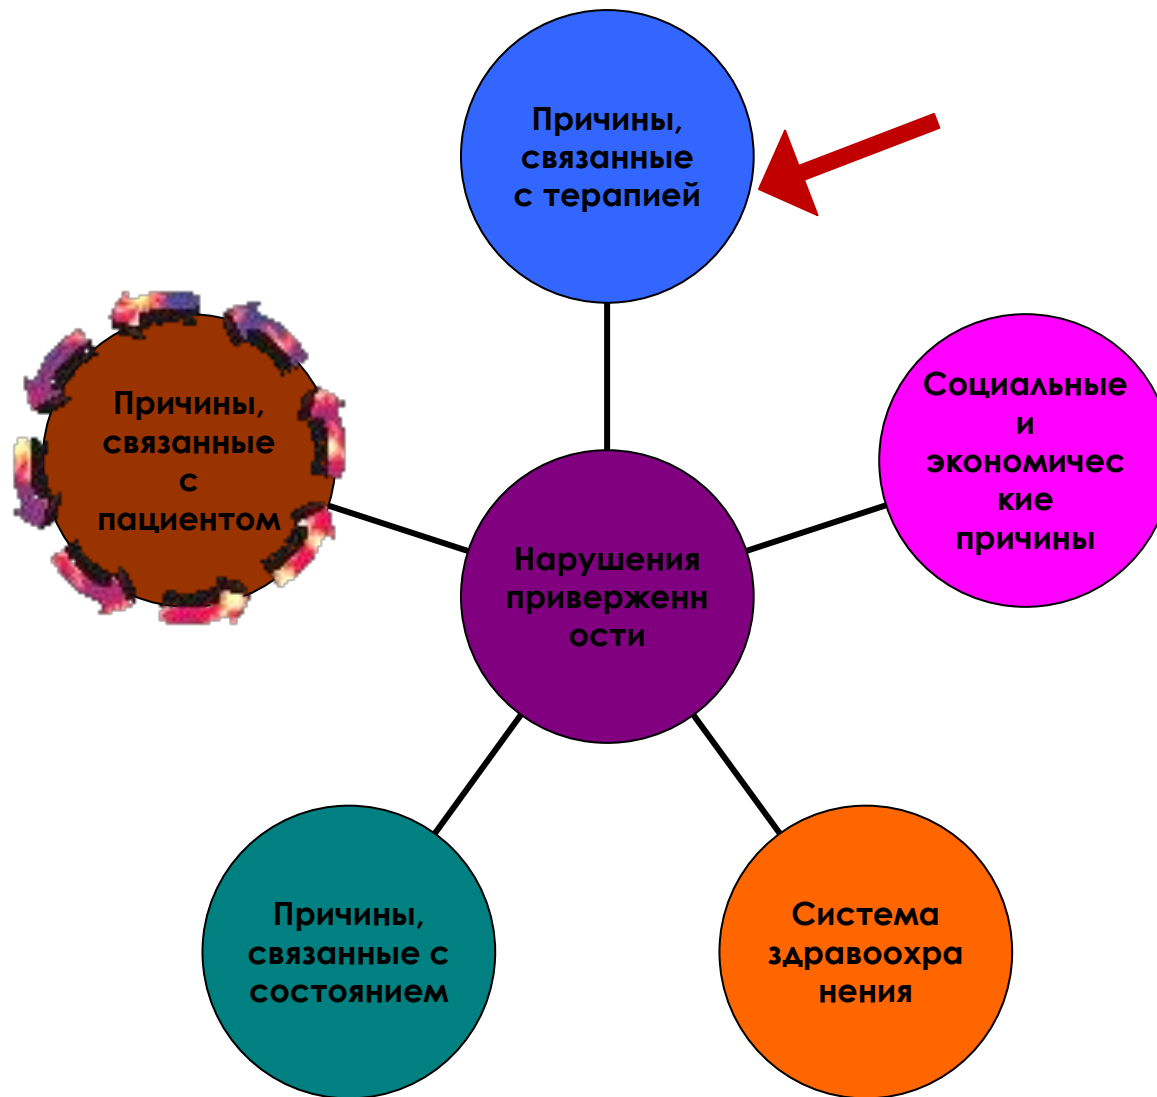 Причины,
связанные
с терапией
Социальные
и
экономичес
кие
причины
Причины,
связанные
с
пациентом
Нарушения
приверженн
ости
Причины,
связанные с
состоянием
Система
здравоохра
нения